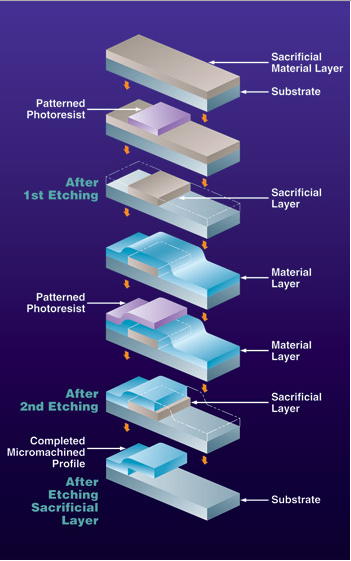 Sacrificial
Material Layer
Substrate
Patterned
Photoresist
After
1st Etching
Sacrificial
Layer
Material
Layer
Patterned
Photoresist
Material
Layer
After
2nd Etching
Sacrificial
Layer
Completed
Micromachined
Profile
After
Etching
Sacrificial
Layer
Substrate